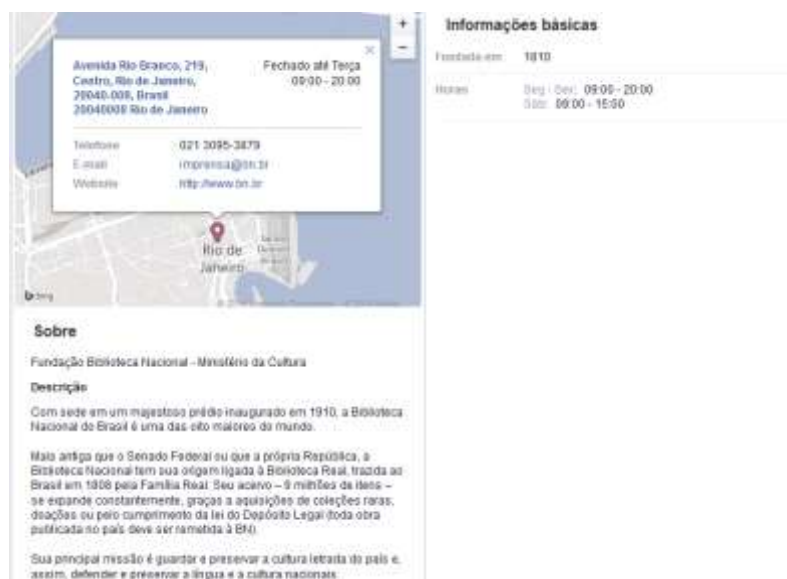 +
−
×
Avenida Rio Branco, 219,
Centro, Rio de Janeiro,
20040-008, Brasil
20040008 Rio de Janeiro
Fechado até Terça
09:00 - 20:00
Telefone 021 3095-3879
E-mail imprensa@bn.br
Website http://www.bn.br
Rio de
Janeiro
bing
Sobre
Fundação Biblioteca Nacional - Ministério da Cultura
Descrição
Com sede em um majestoso prédio inaugurado em 1910, a Biblioteca
Nacional do Brasil é uma das oito maiores do mundo.
Mais antiga que o Senado Federal ou que a própria República, a
Biblioteca Nacional tem sua origem ligada à Biblioteca Real, trazida ao
Brasil em 1808 pela Família Real. Seu acervo – 9 milhões de itens –
se expande constantemente, graças a aquisições de coleções raras,
doações ou pelo cumprimento da lei do Depósito Legal (toda obra
publicada no país deve ser remetida à BN).
Sua principal missão é guardar e preservar a cultura letrada do país e,
assim, defender e preservar a língua e a cultura nacionais.
Informações básicas
Fundada em 1810
Horas Seg - Sex: 09:00 - 20:00
Sáb: 09:00 - 15:00